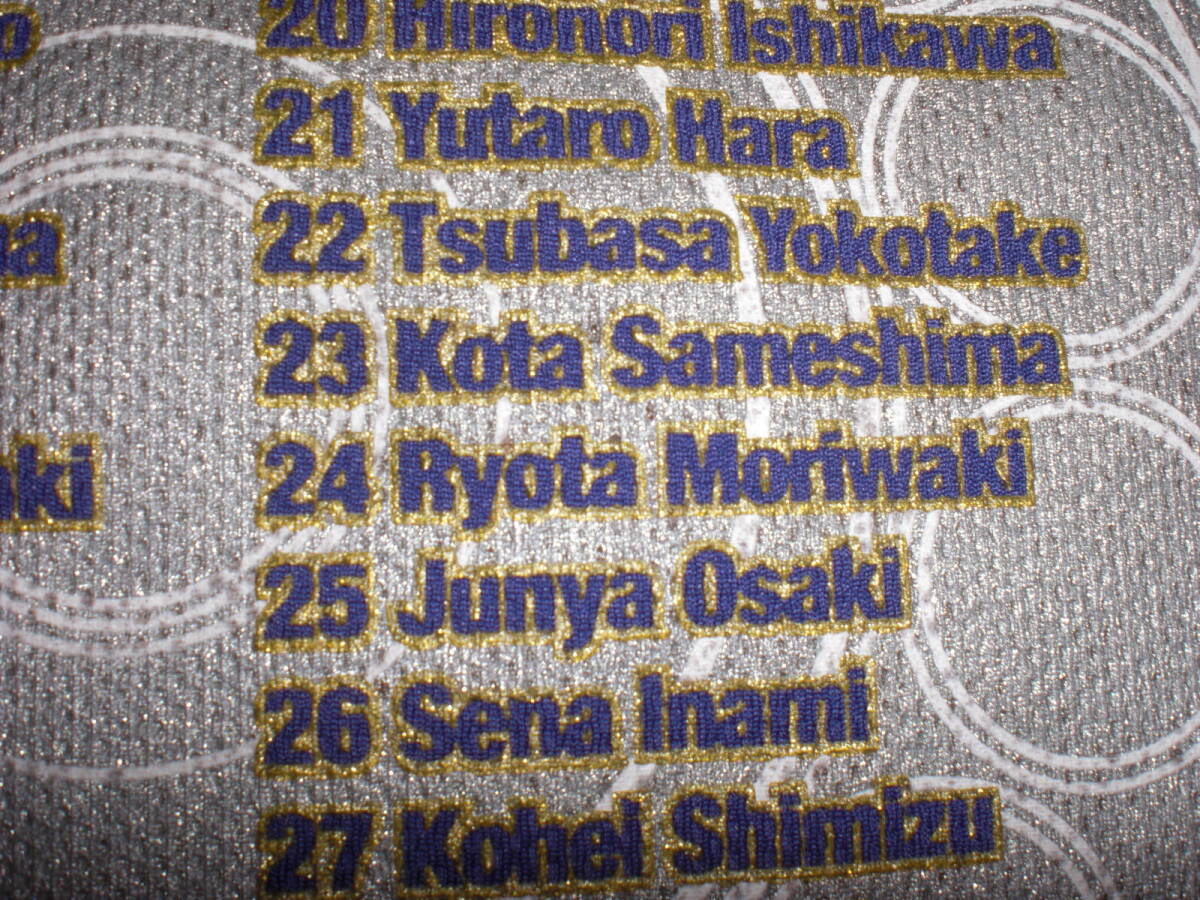 20 Hironori Ishikawa
21 Yutaro Hara
22 Tsubasa Yokotake
23 Kota Sameshima
24 Ryota Moriwaki
25 Junya Osaki
26 Sena Inami
27 Kohei Shimizu